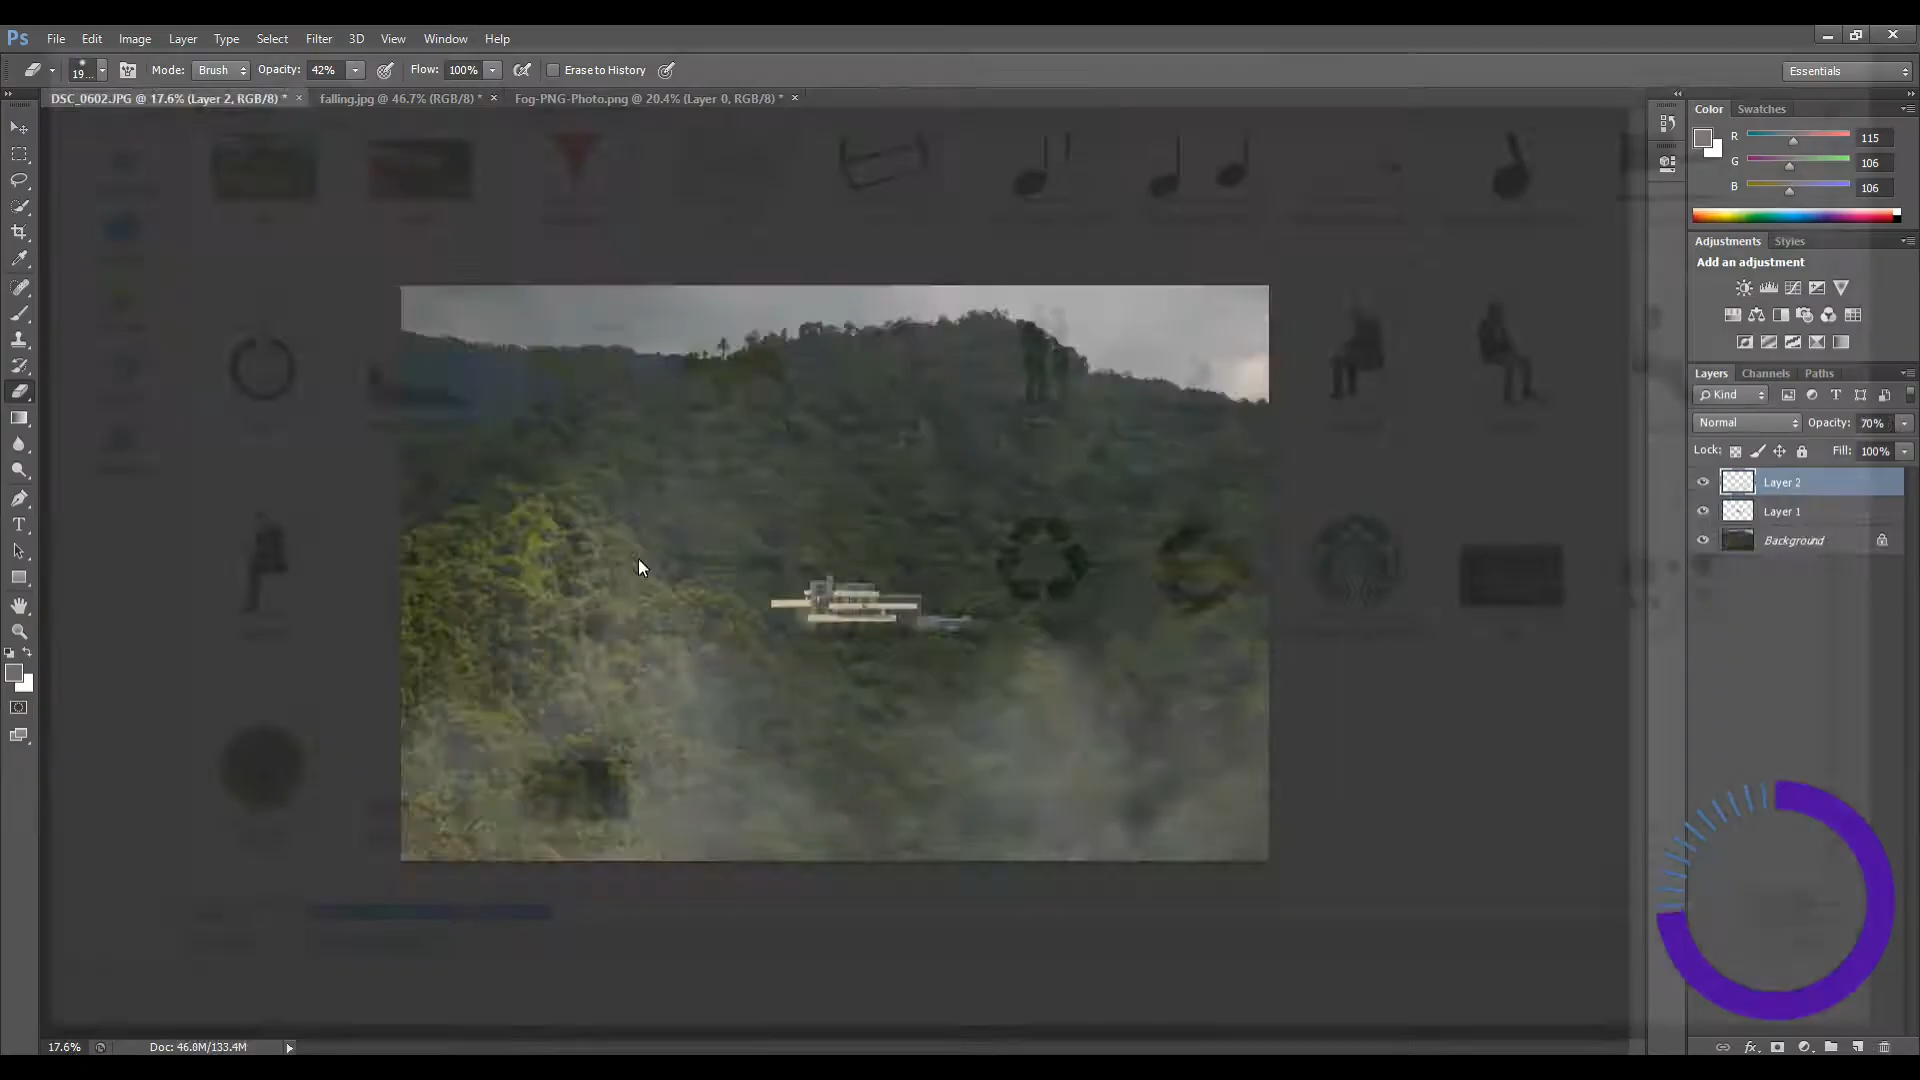 Ps File Edit Image Layer Type Select Filter 3D View Window Help
19... Mode: Brush Opacity: 42% Flow: 100% Erase to History Essentials
DSC_0602.JPG @ 17.6% (Layer 2, RGB/8) * × falling.jpg @ 46.7% (RGB/8) * × Fog-PNG-Photo.png @ 20.4% (Layer 0, RGB/8) * ×
Color Swatches
R 115
G 106
B 106
Adjustments Styles
Add an adjustment
Layers Channels Paths
Kind
Normal Opacity: 70%
Lock: Fill: 100%
Layer 2
Layer 1
Background
17.6% Doc: 46.0M/133.4M
fx